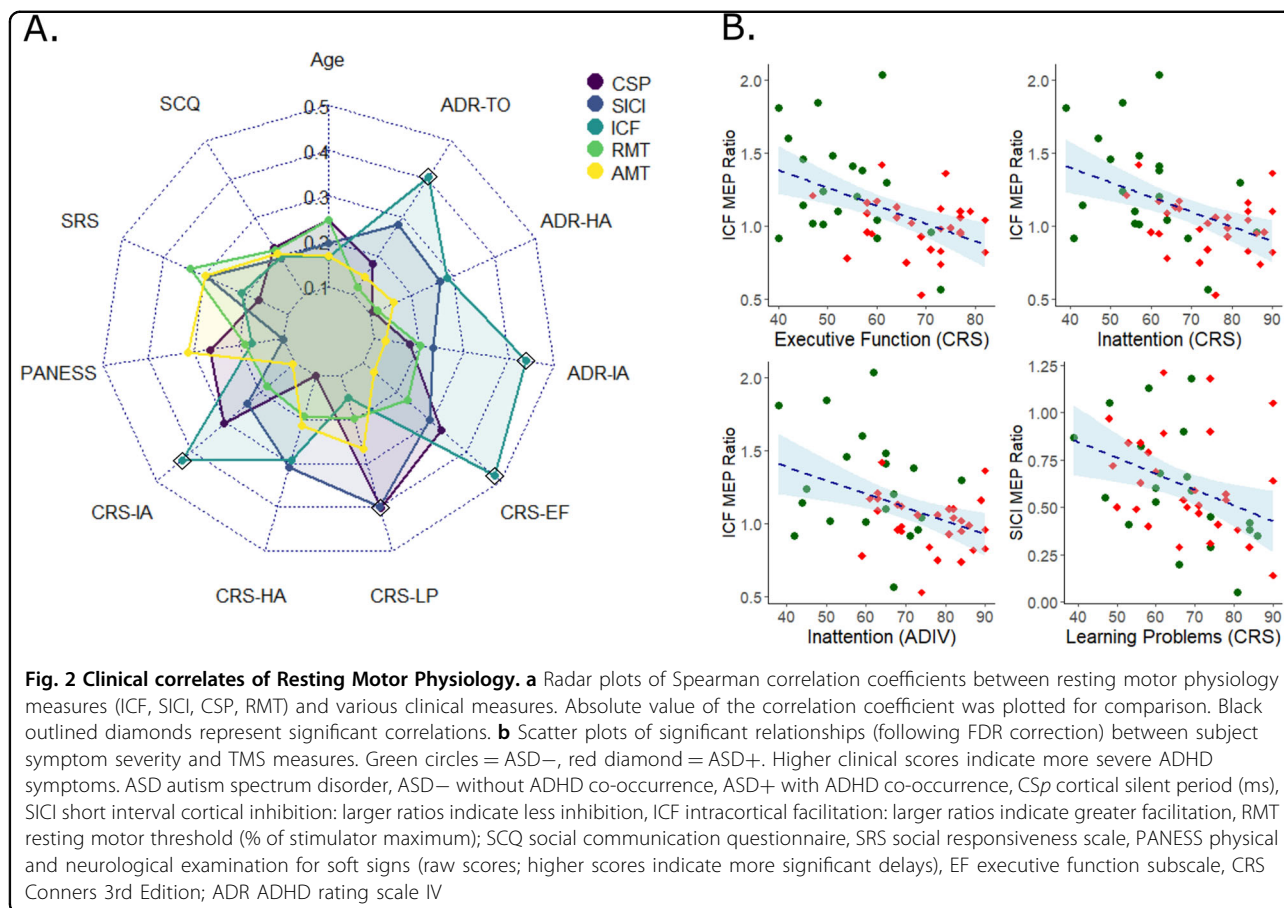 A.
Age
SCQ
ADR-TO
SRS
ADR-HA
PANESS
ADR-IA
CRS-IA
CRS-EF
CRS-HA
CRS-LP
0.5
0.4
0.3
0.2
0.1
CSP
SICI
ICF
RMT
AMT
B.
ICF MEP Ratio
2.0
1.5
1.0
0.5
40 50 60 70 80
Executive Function (CRS)
ICF MEP Ratio
2.0
1.5
1.0
0.5
40 50 60 70 80 90
Inattention (CRS)
ICF MEP Ratio
2.0
1.5
1.0
0.5
40 50 60 70 80 90
Inattention (ADIV)
SICI MEP Ratio
1.25
1.00
0.75
0.50
0.25
0.00
40 50 60 70 80 90
Learning Problems (CRS)
Fig. 2 Clinical correlates of Resting Motor Physiology. a Radar plots of Spearman correlation coefficients between resting motor physiology
measures (ICF, SICI, CSP, RMT) and various clinical measures. Absolute value of the correlation coefficient was plotted for comparison. Black
outlined diamonds represent significant correlations. b Scatter plots of significant relationships (following FDR correction) between subject
symptom severity and TMS measures. Green circles = ASD−, red diamond = ASD+. Higher clinical scores indicate more severe ADHD
symptoms. ASD autism spectrum disorder, ASD− without ADHD co-occurrence, ASD+ with ADHD co-occurrence, CSp cortical silent period (ms),
SICI short interval cortical inhibition: larger ratios indicate less inhibition, ICF intracortical facilitation: larger ratios indicate greater facilitation, RMT
resting motor threshold (% of stimulator maximum); SCQ social communication questionnaire, SRS social responsiveness scale, PANESS physical
and neurological examination for soft signs (raw scores; higher scores indicate more significant delays), EF executive function subscale, CRS
Conners 3rd Edition; ADR ADHD rating scale IV